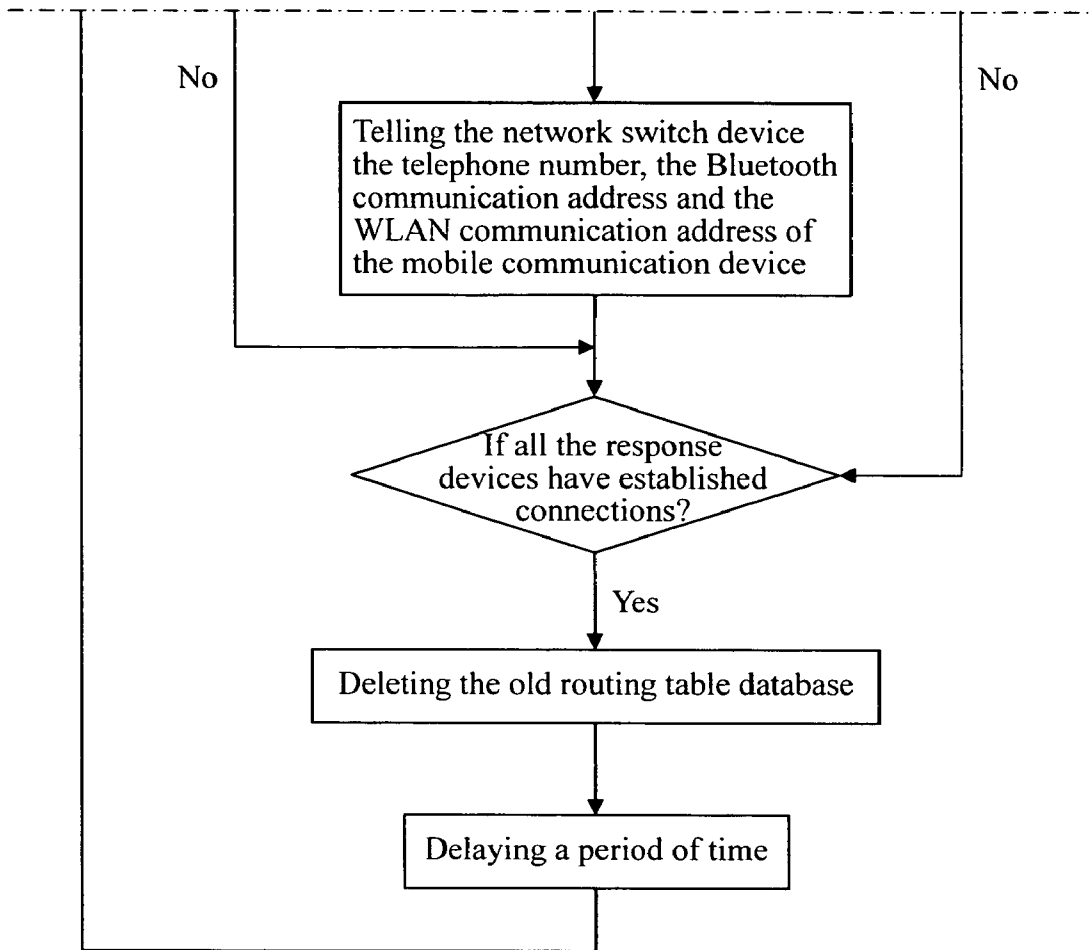 No
No
Telling the network switch device
the telephone number, the Bluetooth
communication address and the
WLAN communication address of
the mobile communication device
If all the response
devices have established
connections?
Yes
Deleting the old routing table database
Delaying a period of time